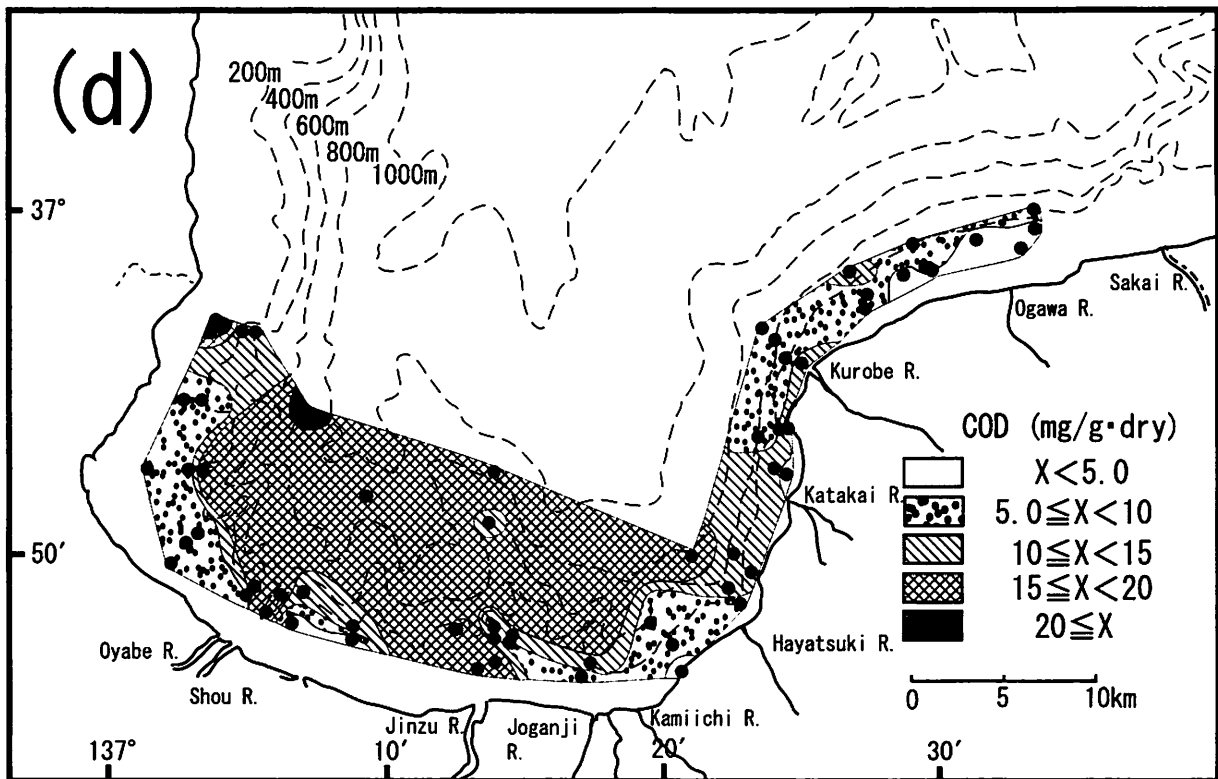 (d)
200m
400m
600m
800m
1000m
37°
Sakai R.
Ogawa R.
Kurobe R.
COD (mg/g・dry)
X<5.0
5.0≦X<10
Katakai R.
10≦X<15
50′
15≦X<20
20≦X
Hayatsuki R.
Oyabe R.
Shou R.
0 5 10km
Jinzu R.
Joganji R.
Kamiichi R.
137° 10′ 20′ 30′